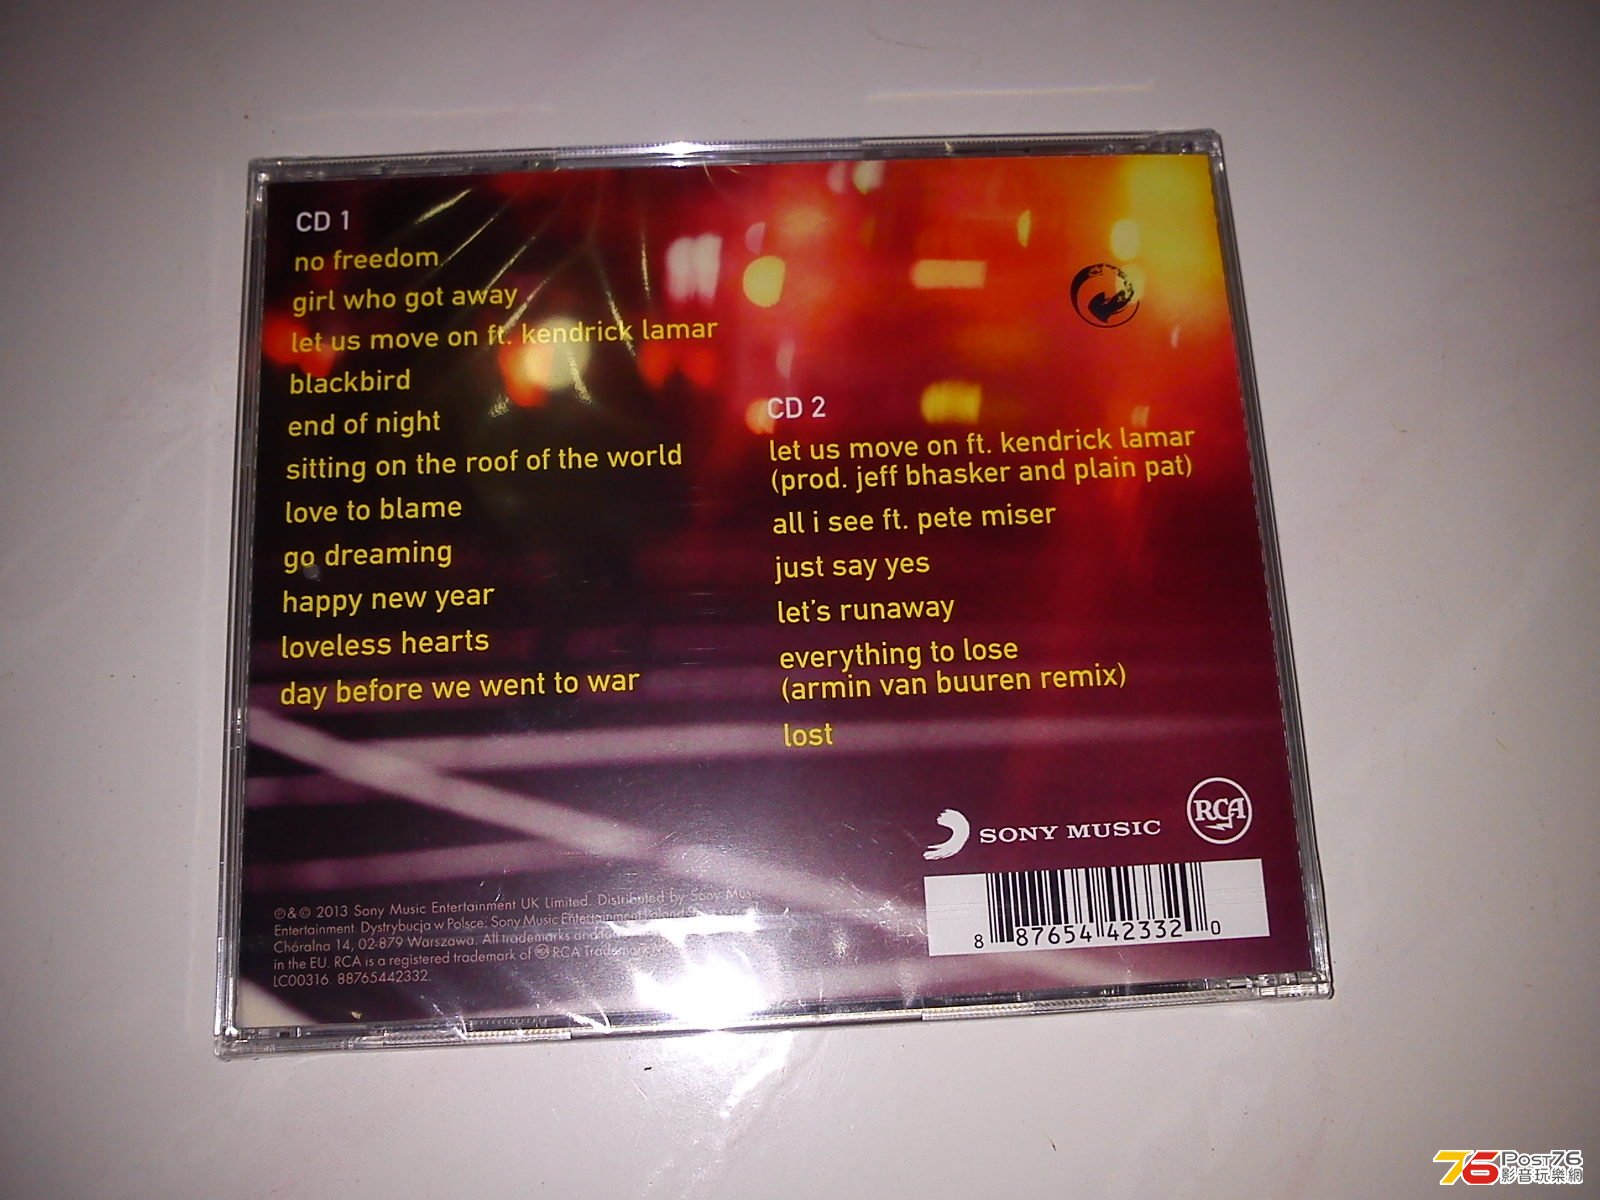 CD 1
no freedom
girl who got away
let us move on ft. kendrick lamar
blackbird
end of night
sitting on the roof of the world
love to blame
go dreaming
happy new year
loveless hearts
day before we went to war
CD 2
let us move on ft. kendrick lamar
(prod. jeff bhasker and plain pat)
all i see ft. pete miser
just say yes
let's runaway
everything to lose
(armin van buuren remix)
lost
SONY MUSIC
RCA
8 87654 42332 0
℗&© 2013 Sony Music Entertainment UK Limited. Distributed by Sony Music
Entertainment. Dystrybucja w Polsce: Sony Music Entertainment Poland
Chóralna 14, 02-879 Warszawa. All trademarks and
in the EU. RCA is a registered trademark of RCA Trademark
LC00316. 88765442332.
76 Post76
影音玩樂網